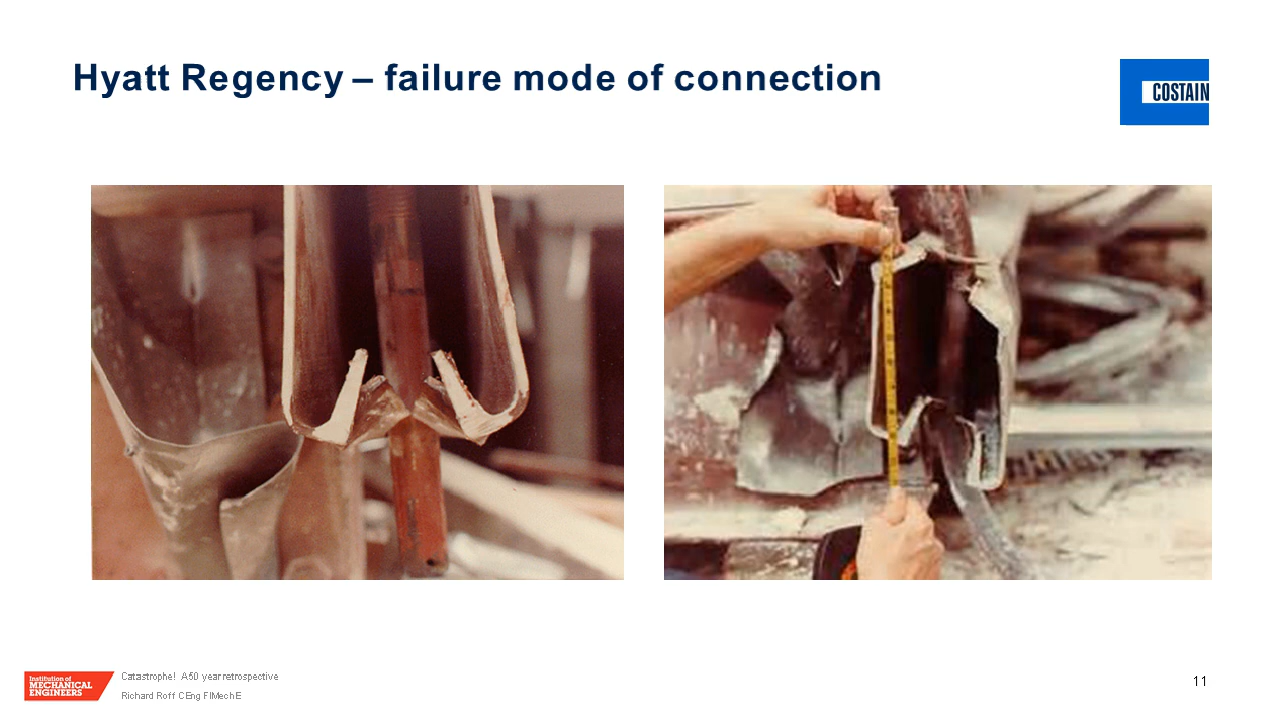 Hyatt Regency – failure mode of connection
COSTAIN
Institution of
MECHANICAL
ENGINEERS
Catastrophe! A 50 year retrospective
Richard Roff CEng FIMechE
11